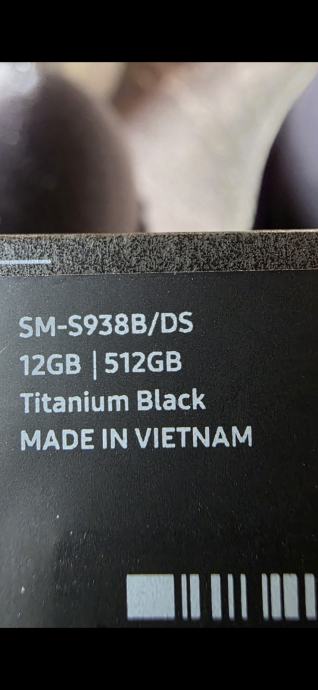 SM-S938B/DS
12GB | 512GB
Titanium Black
MADE IN VIETNAM